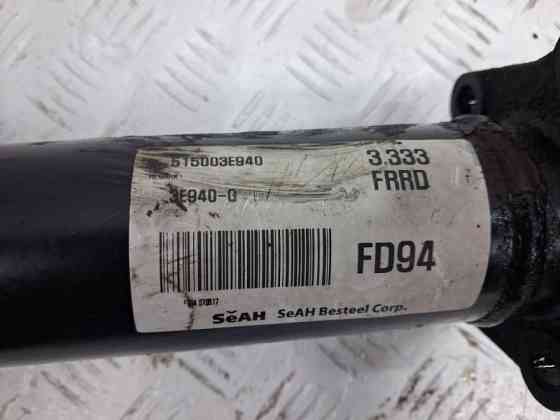 515003E940
3.333
FRRD
3E940-0
FD94
SeAH SeAH Besteel Corp.